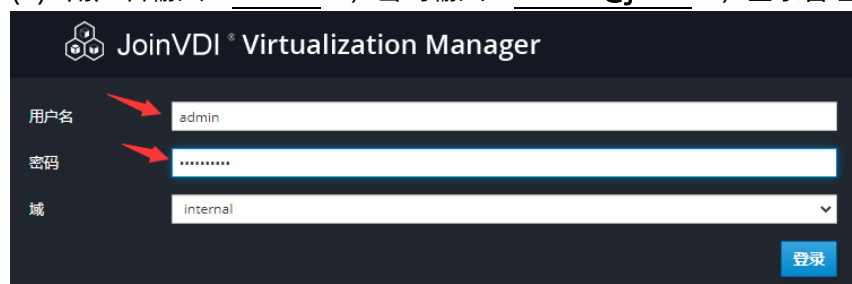 JoinVDI ® Virtualization Manager
用户名 admin
密码 ··········
域 internal
登录